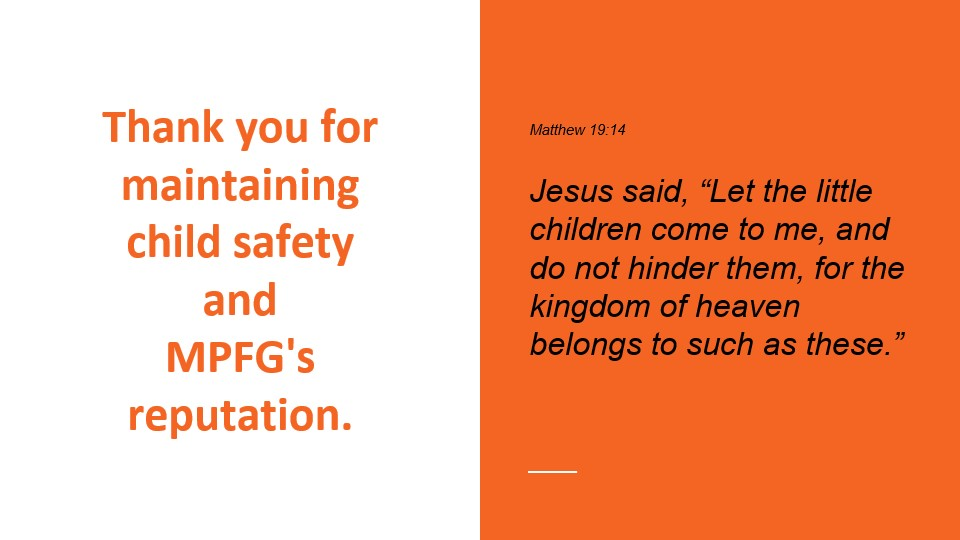 Thank you for
maintaining
child safety
and
MPFG's
reputation.
Matthew 19:14
Jesus said, “Let the little
children come to me, and
do not hinder them, for the
kingdom of heaven
belongs to such as these.”